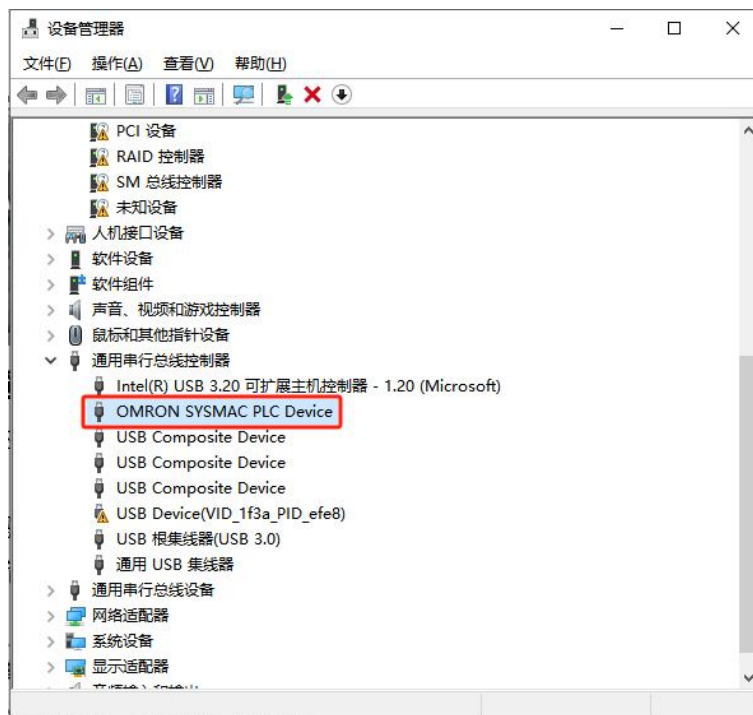 设备管理器
文件(F) 操作(A) 查看(V) 帮助(H)
PCI 设备
RAID 控制器
SM 总线控制器
未知设备
人机接口设备
软件设备
软件组件
声音、视频和游戏控制器
鼠标和其他指针设备
通用串行总线控制器
Intel(R) USB 3.20 可扩展主机控制器 - 1.20 (Microsoft)
OMRON SYSMAC PLC Device
USB Composite Device
USB Composite Device
USB Composite Device
USB Device(VID_1f3a_PID_efe8)
USB 根集线器(USB 3.0)
通用 USB 集线器
通用串行总线设备
网络适配器
系统设备
显示适配器